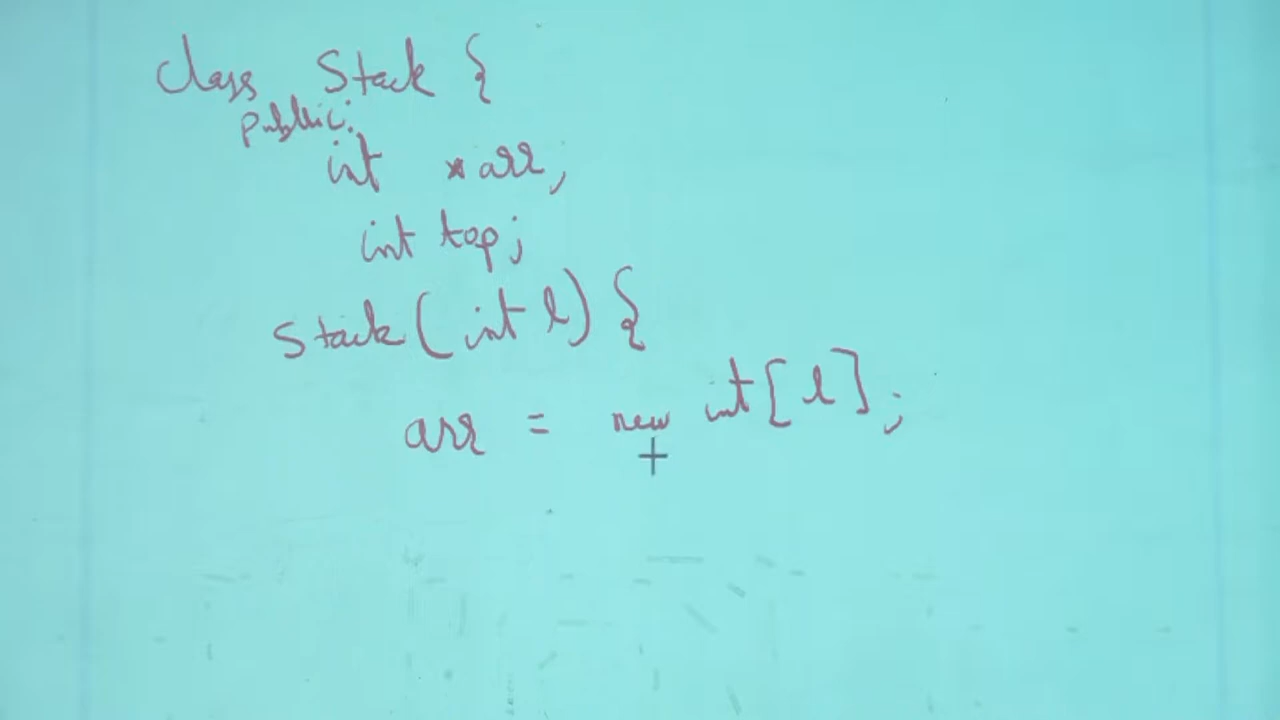 class Stack {
public:
int *arr;
int top;
Stack(int l) {
arr = new int[l];